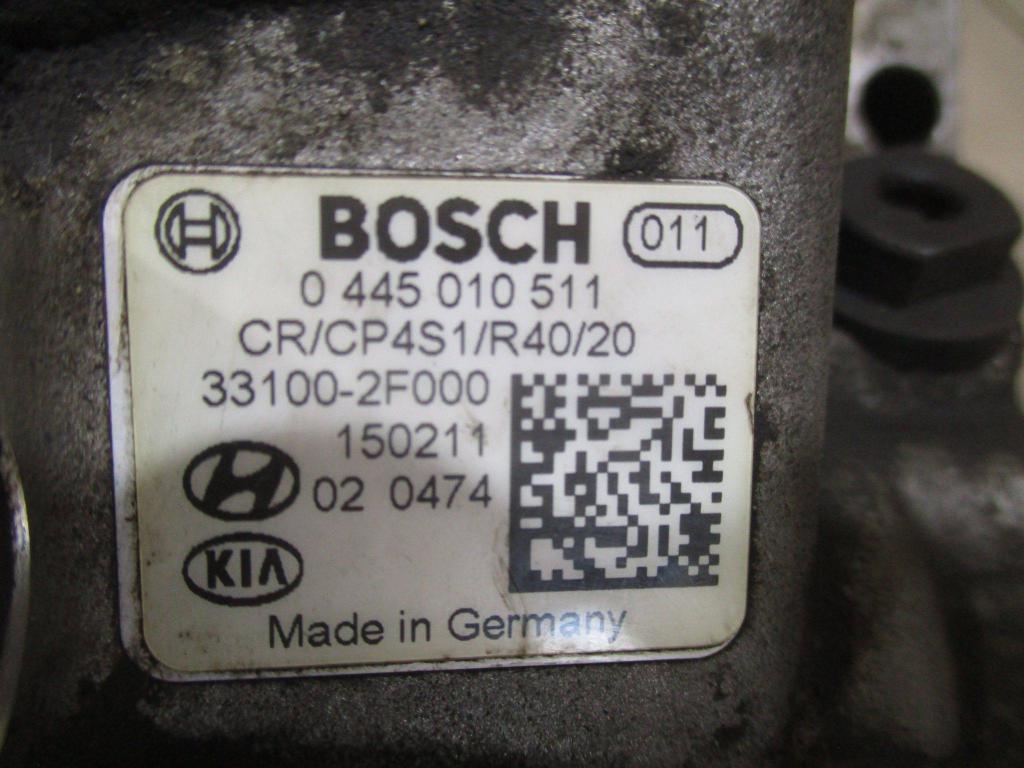 BOSCH 011
0 445 010 511
CR/CP4S1/R40/20
33100-2F000
150211
02 0474
KIA
Made in Germany